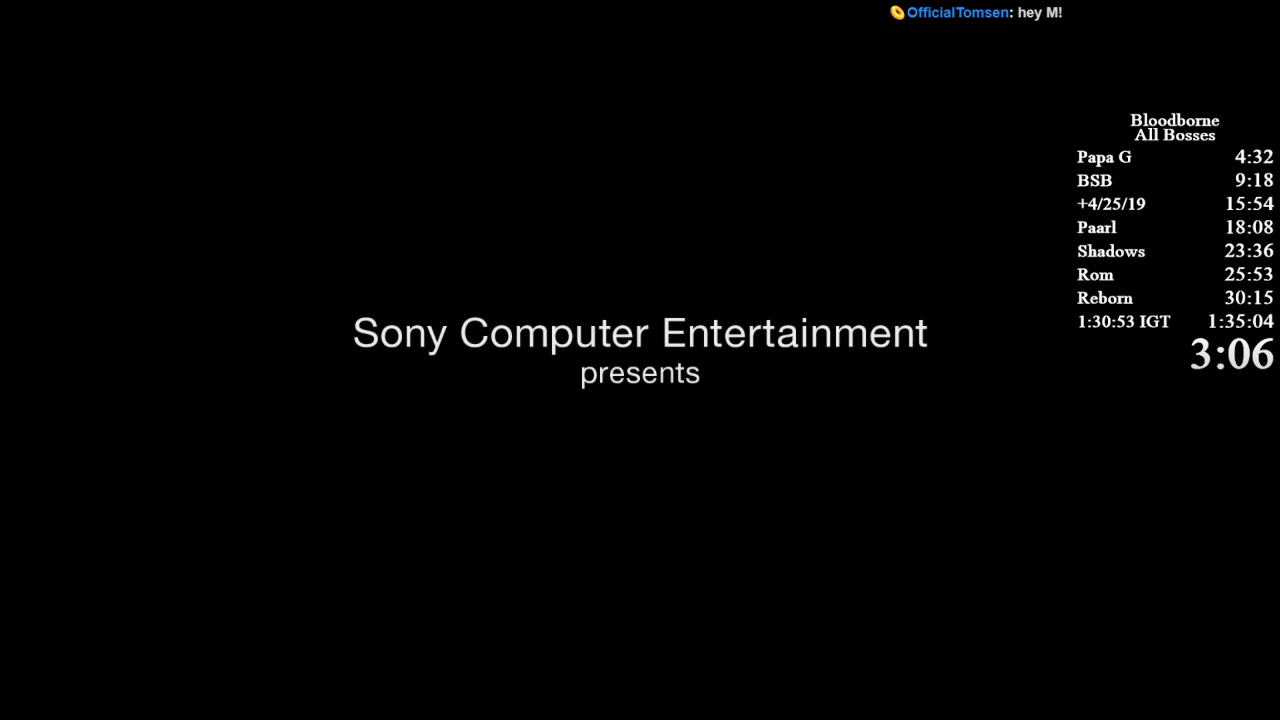 OfficialTomsen: hey M!
Bloodborne
All Bosses
Papa G 4:32
BSB 9:18
+4/25/19 15:54
Paarl 18:08
Shadows 23:36
Rom 25:53
Reborn 30:15
1:30:53 IGT 1:35:04
3:06
Sony Computer Entertainment
presents